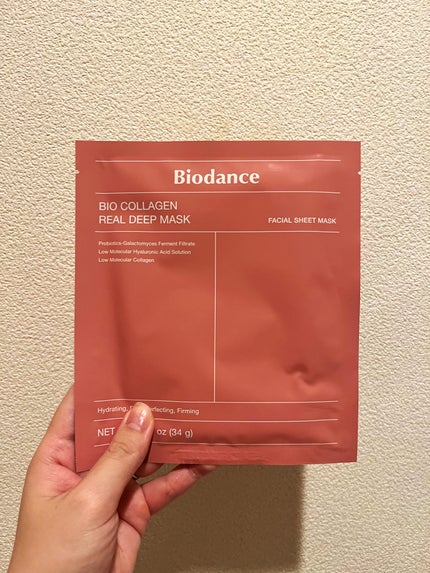 Biodance
BIO COLLAGEN
REAL DEEP MASK
FACIAL SHEET MASK
Probiotics-Galactomyces Ferment Filtrate
Low Molecular Hyaluronic Acid Solution
Low Molecular Collagen
Hydrating, Firming
NET oz (34 g)